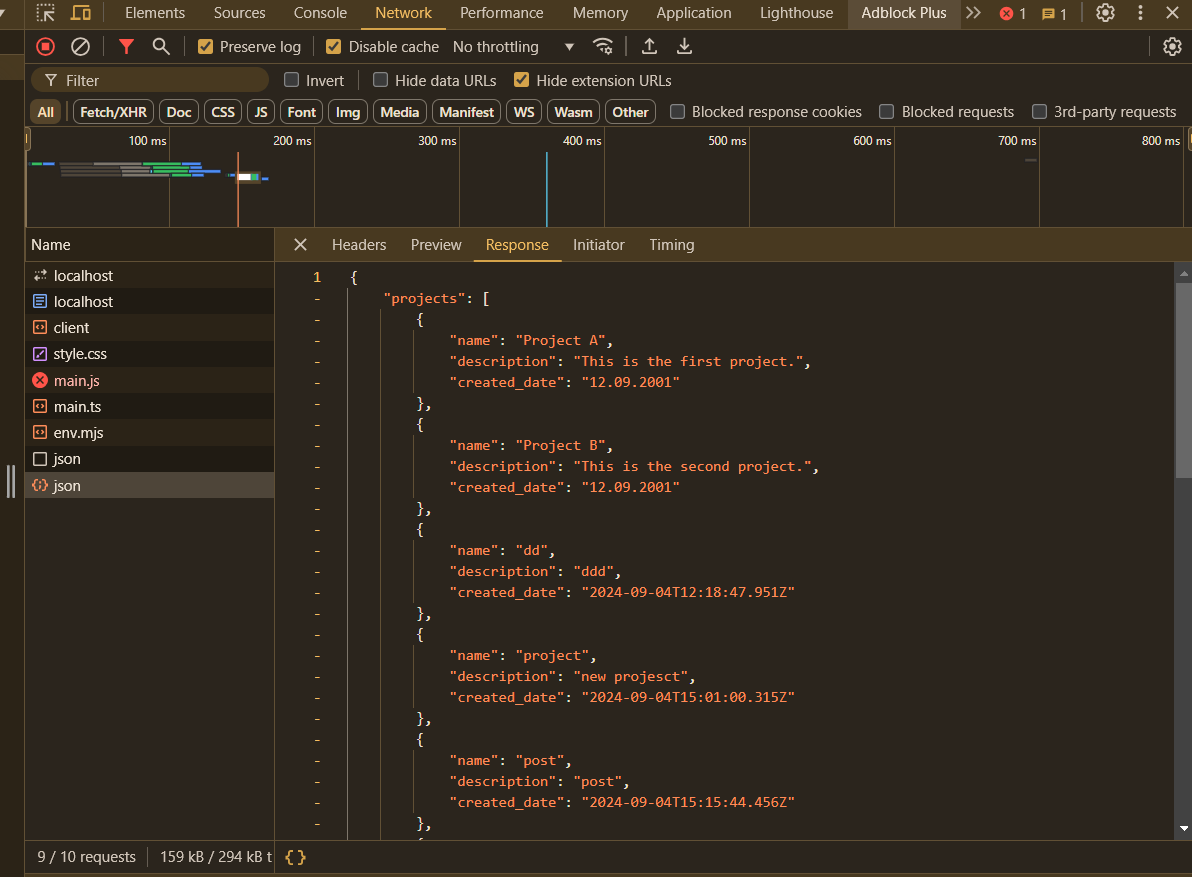 Elements Sources Console Network Performance Memory Application Lighthouse Adblock Plus 1 1
Preserve log Disable cache No throttling
Filter Invert Hide data URLs Hide extension URLs
All Fetch/XHR Doc CSS JS Font Img Media Manifest WS Wasm Other Blocked response cookies Blocked requests 3rd-party requests
100 ms 200 ms 300 ms 400 ms 500 ms 600 ms 700 ms 800 ms
Name
localhost
localhost
client
style.css
main.js
main.ts
env.mjs
json
json
Headers Preview Response Initiator Timing
1 {
- "projects": [
- {
- "name": "Project A",
- "description": "This is the first project.",
- "created_date": "12.09.2001"
- },
- {
- "name": "Project B",
- "description": "This is the second project.",
- "created_date": "12.09.2001"
- },
- {
- "name": "dd",
- "description": "ddd",
- "created_date": "2024-09-04T12:18:47.951Z"
- },
- {
- "name": "project",
- "description": "new projesct",
- "created_date": "2024-09-04T15:01:00.315Z"
- },
- {
- "name": "post",
- "description": "post",
- "created_date": "2024-09-04T15:15:44.456Z"
- },
9 / 10 requests 159 kB / 294 kB t {}